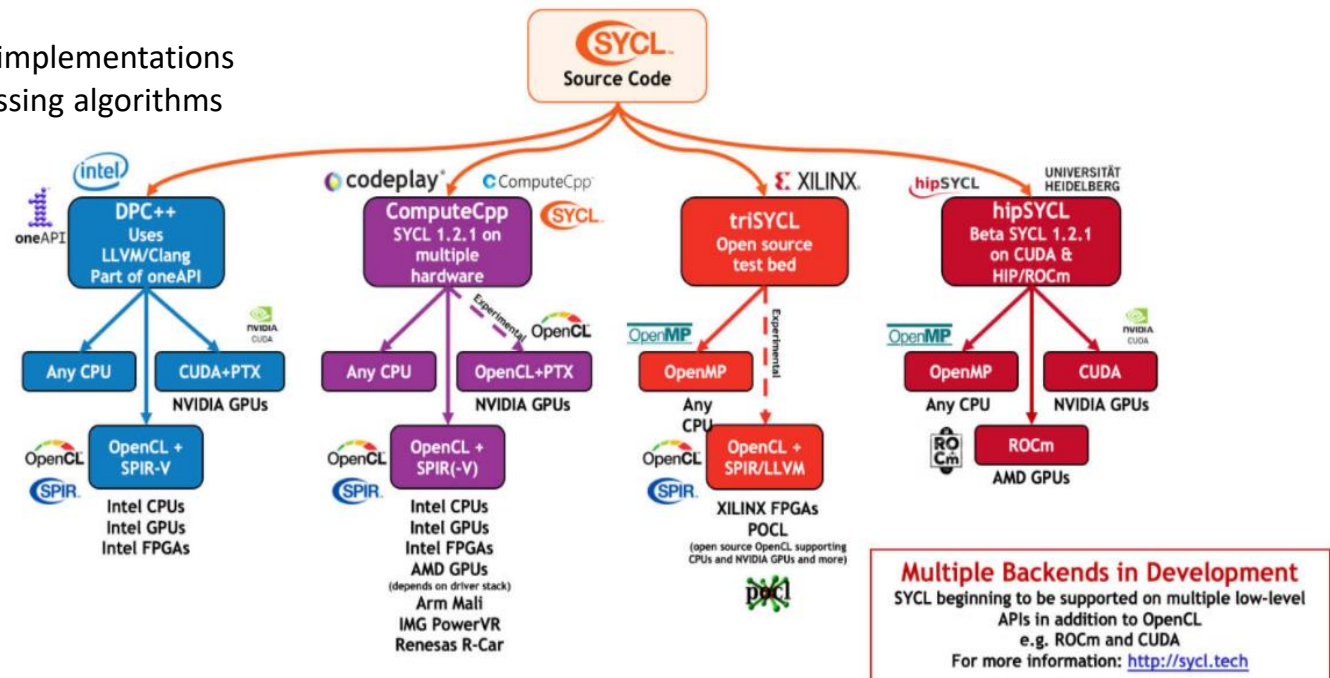 implementations
ssing algorithms
SYCL™
Source Code
intel
oneAPI
DPC++
Uses
LLVM/Clang
Part of oneAPI
NVIDIA
CUDA
Any CPU
CUDA+PTX
NVIDIA GPUs
OpenCL
SPIR
OpenCL +
SPIR-V
Intel CPUs
Intel GPUs
Intel FPGAs
codeplay®
ComputeCpp™
SYCL
ComputeCpp
SYCL 1.2.1 on
multiple
hardware
Experimental
OpenCL
Any CPU
OpenCL+PTX
NVIDIA GPUs
OpenCL
SPIR
OpenCL +
SPIR(-V)
Intel CPUs
Intel GPUs
Intel FPGAs
AMD GPUs
(depends on driver stack)
Arm Mali
IMG PowerVR
Renesas R-Car
XILINX®
triSYCL
Open source
test bed
Experimental
OpenMP
OpenMP
Any
CPU
OpenCL
SPIR
OpenCL +
SPIR/LLVM
XILINX FPGAs
POCL
(open source OpenCL supporting
CPUs and NVIDIA GPUs and more)
pocl
hipSYCL
UNIVERSITÄT
HEIDELBERG
hipSYCL
Beta SYCL 1.2.1
on CUDA &
HIP/ROCm
OpenMP
NVIDIA
CUDA
OpenMP
CUDA
Any CPU
NVIDIA GPUs
ROCm
ROCm
AMD GPUs
Multiple Backends in Development
SYCL beginning to be supported on multiple low-level
APIs in addition to OpenCL
e.g. ROCm and CUDA
For more information: http://sycl.tech